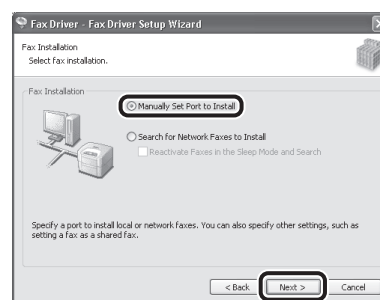 Fax Driver - Fax Driver Setup Wizard
Fax Installation
Select fax installation.
Fax Installation
Manually Set Port to Install
Search for Network Faxes to Install
Reactivate Faxes in the Sleep Mode and Search
Specify a port to install local or network faxes. You can also specify other settings, such as
setting a fax as a shared fax.
< Back
Next >
Cancel